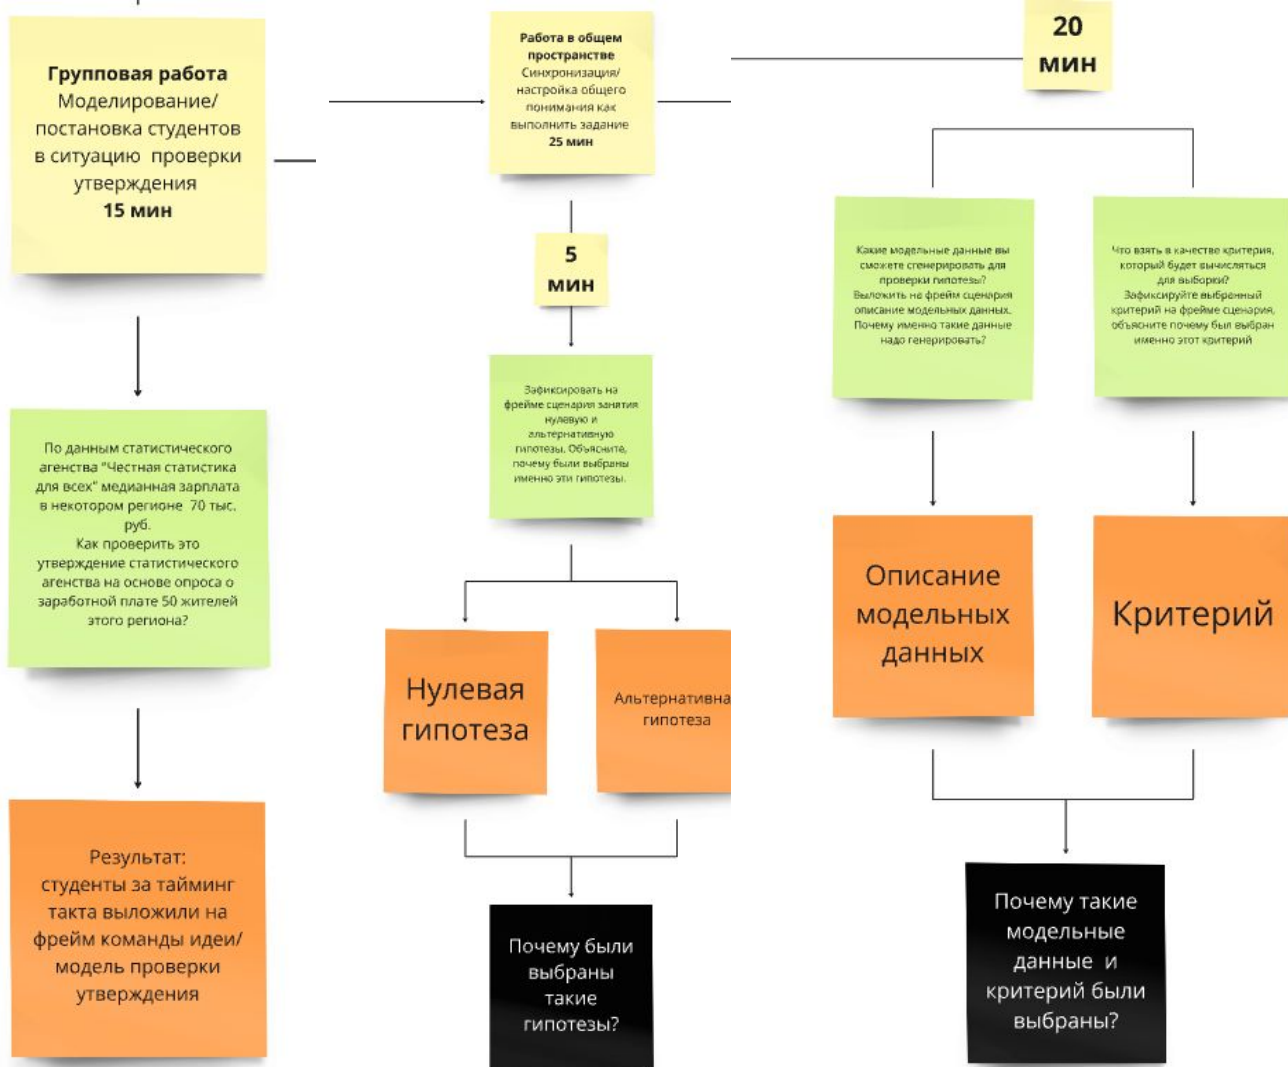 Групповая работа
Моделирование/
постановка студентов
в ситуацию проверки
утверждения
15 мин
По данным статистического
агенства "Честная статистика
для всех" медианная зарплата
в некотором регионе 70 тыс.
руб.
Как проверить это
утверждение статистического
агенства на основе опроса о
заработной плате 50 жителей
этого региона?
Результат:
студенты за тайминг
такта выложили на
фрейм команды идеи/
модель проверки
утверждения
Работа в общем
пространстве
Синхронизация/
настройка общего
понимания как
выполнить задание
25 мин
5
мин
Зафиксировать на
фрейме сценария занятия
нулевую и
альтернативную
гипотезы. Объясните,
почему были выбраны
именно эти гипотезы.
Нулевая
гипотеза
Альтернативна
гипотеза
Почему были
выбраны
такие
гипотезы?
20
мин
Какие модельные данные вы
сможете сгенерировать для
проверки гипотезы?
Выложить на фрейм сценария
описание модельных данных.
Почему именно такие данные
надо генерировать?
Что взять в качестве критерия,
который будет вычисляться
для выборки?
Зафиксируйте выбранный
критерий на фрейме сценария,
объясните почему был выбран
именно этот критерий
Описание
модельных
данных
Критерий
Почему такие
модельные
данные и
критерий были
выбраны?